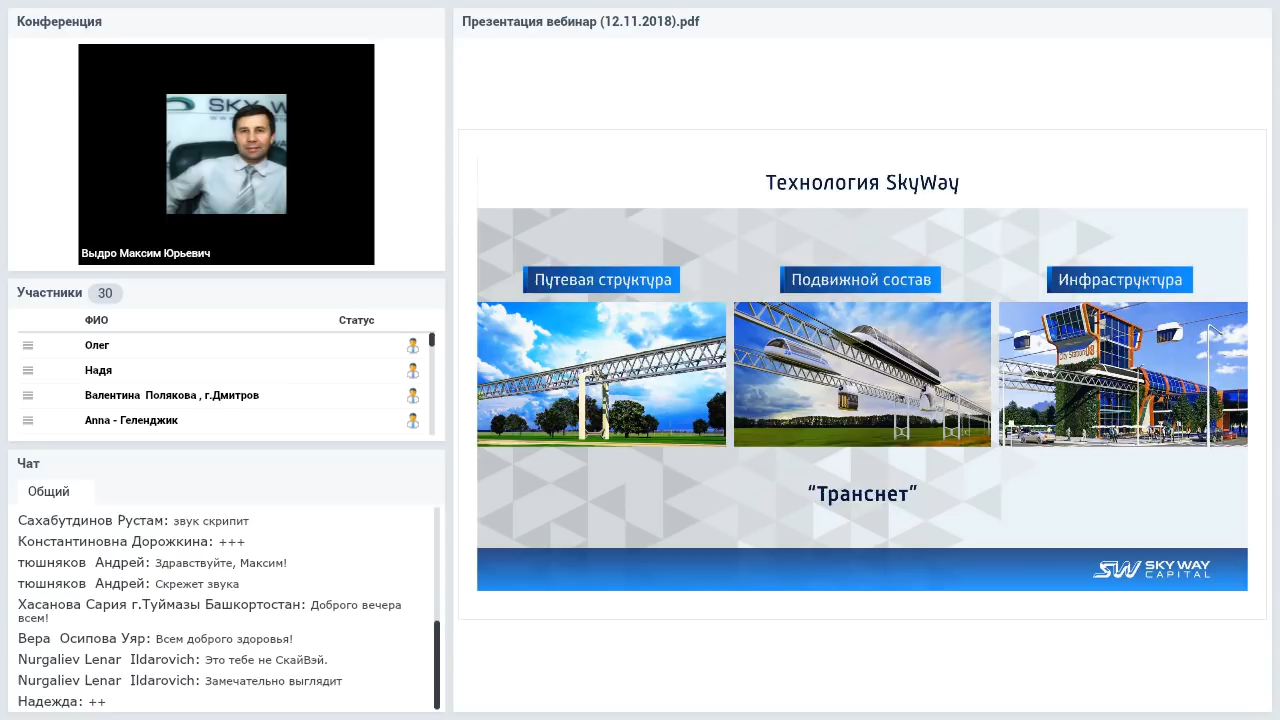 Конференция
SKY WAY
Выдро Максим Юрьевич
Участники 30
ФИО Статус
Олег
Надя
Валентина  Полякова , г.Дмитров
Anna - Геленджик
Чат
Общий
Сахабутдинов Рустам: звук скрипит
Константиновна Дорожкина: +++
тюшняков  Андрей: Здравствуйте, Максим!
тюшняков  Андрей: Скрежет звука
Хасанова Сария г.Туймазы Башкортостан: Доброго вечера
всем!
Вера  Осипова Уяр: Всем доброго здоровья!
Nurgaliev Lenar  Ildarovich: Это тебе не СкайВэй.
Nurgaliev Lenar  Ildarovich: Замечательно выглядит
Надежда: ++
Презентация вебинар (12.11.2018).pdf
Технология SkyWay
Путевая структура
Подвижной состав
Инфраструктура
“Транснет”
SW SKY WAY
CAPITAL